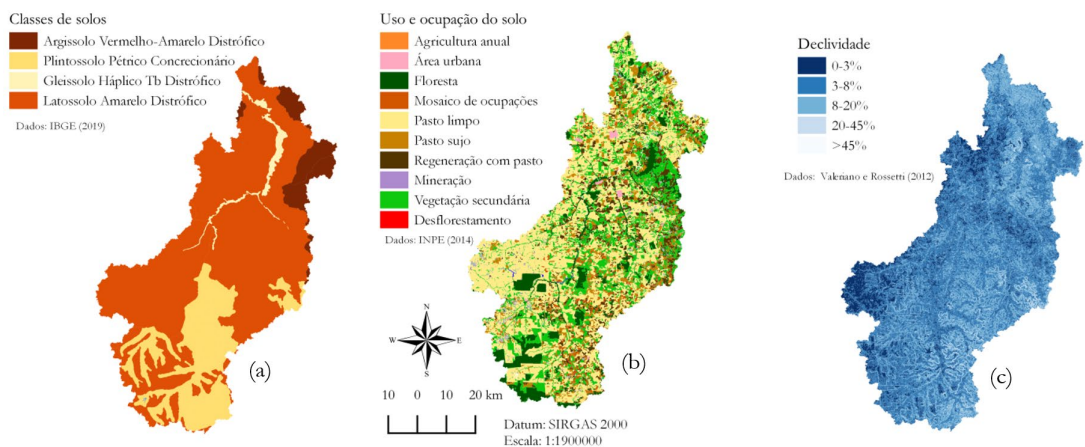 Classes de solos
Argissolo Vermelho-Amarelo Distrófico
Plintossolo Pétrico Concrecionário
Gleissolo Háplico Tb Distrófico
Latossolo Amarelo Distrófico
Dados: IBGE (2019)
(a)
Uso e ocupação do solo
Agricultura anual
Área urbana
Floresta
Mosaico de ocupações
Pasto limpo
Pasto sujo
Regeneração com pasto
Mineração
Vegetação secundária
Desflorestamento
Dados: INPE (2014)
N
W E
S
10 0 10 20 km
(b)
Datum: SIRGAS 2000
Escala: 1:1900000
Declividade
0-3%
3-8%
8-20%
20-45%
>45%
Dados: Valeriano e Rossetti (2012)
(c)